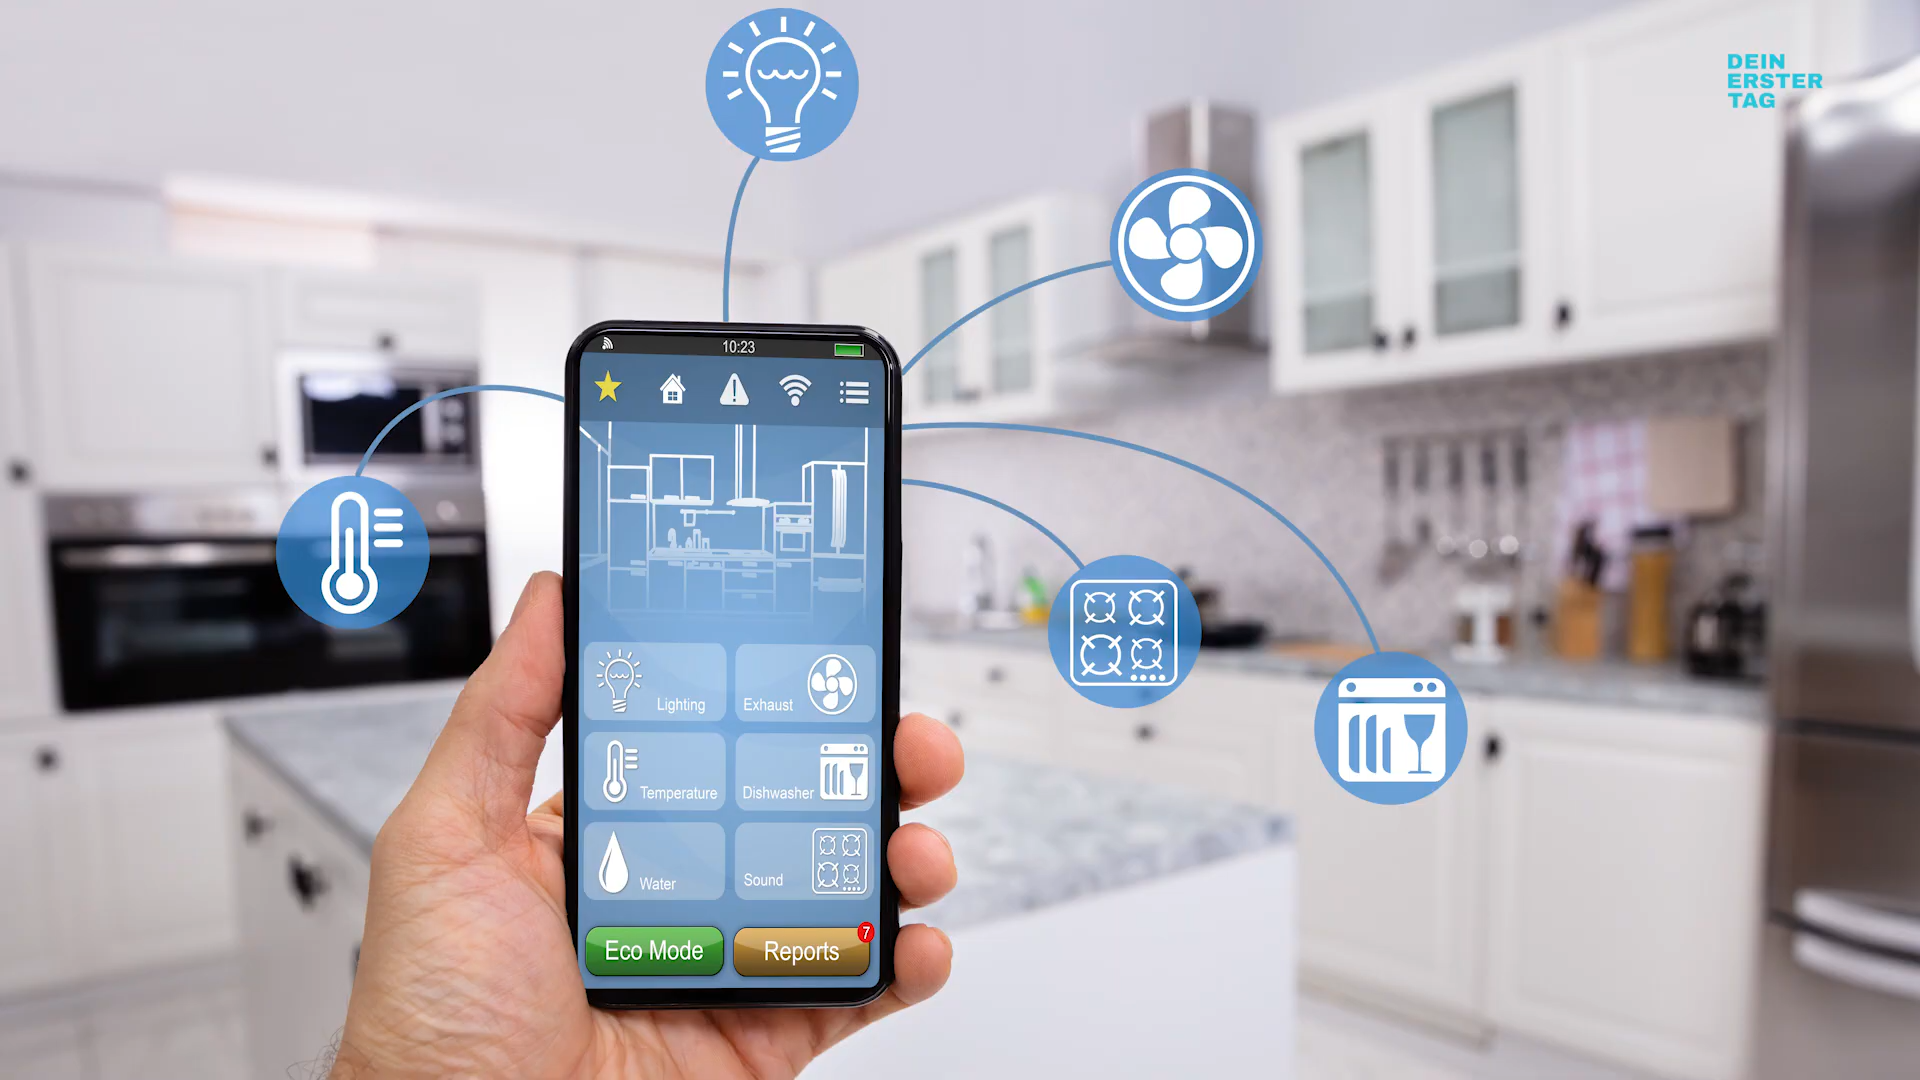 DEIN
ERSTER
TAG
10:23
Lighting
Exhaust
Temperature
Dishwasher
Water
Sound
Eco Mode
Reports
7